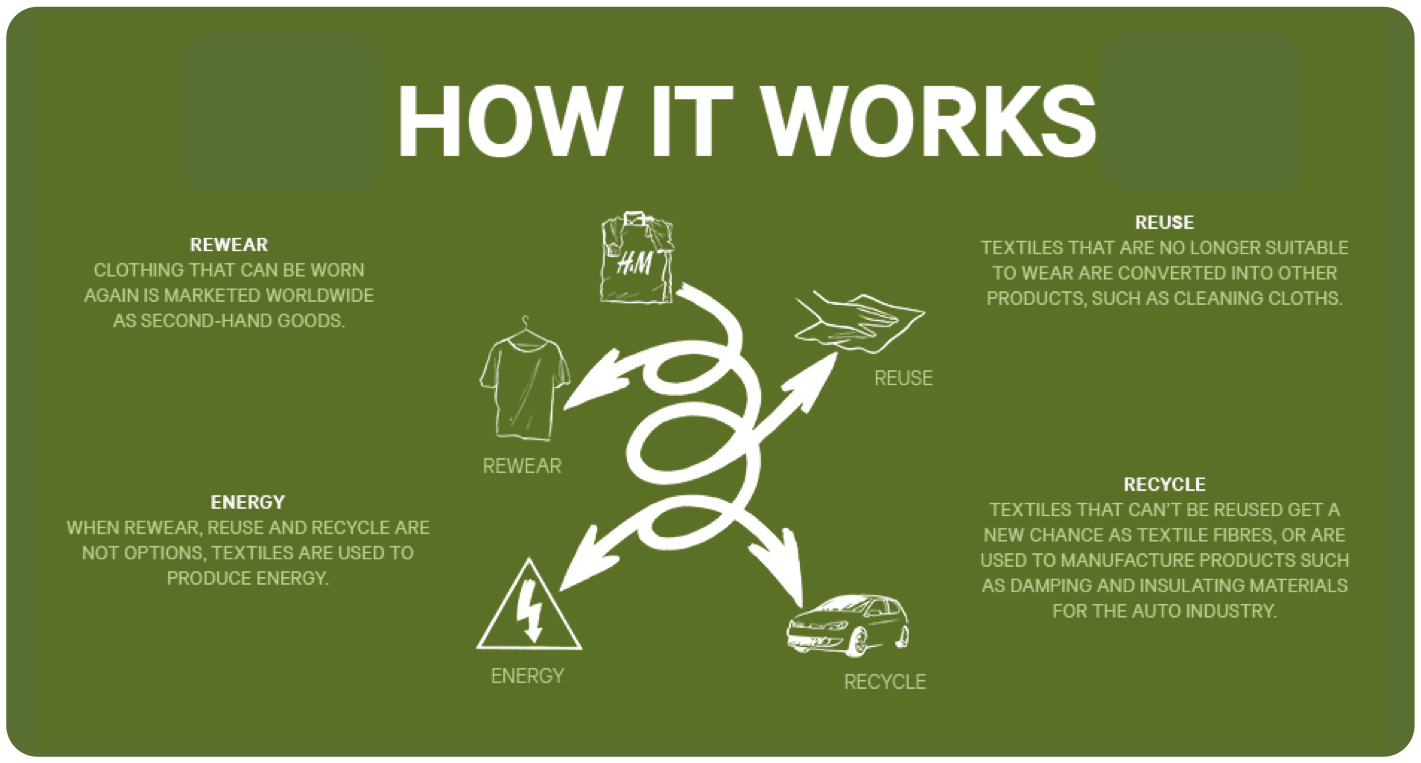 HOW IT WORKS
REWEAR
CLOTHING THAT CAN BE WORN
AGAIN IS MARKETED WORLDWIDE
AS SECOND-HAND GOODS.
ENERGY
WHEN REWEAR, REUSE AND RECYCLE ARE
NOT OPTIONS, TEXTILES ARE USED TO
PRODUCE ENERGY.
H&M
REWEAR
REUSE
ENERGY
RECYCLE
REUSE
TEXTILES THAT ARE NO LONGER SUITABLE
TO WEAR ARE CONVERTED INTO OTHER
PRODUCTS, SUCH AS CLEANING CLOTHS.
RECYCLE
TEXTILES THAT CAN'T BE REUSED GET A
NEW CHANCE AS TEXTILE FIBRES, OR ARE
USED TO MANUFACTURE PRODUCTS SUCH
AS DAMPING AND INSULATING MATERIALS
FOR THE AUTO INDUSTRY.